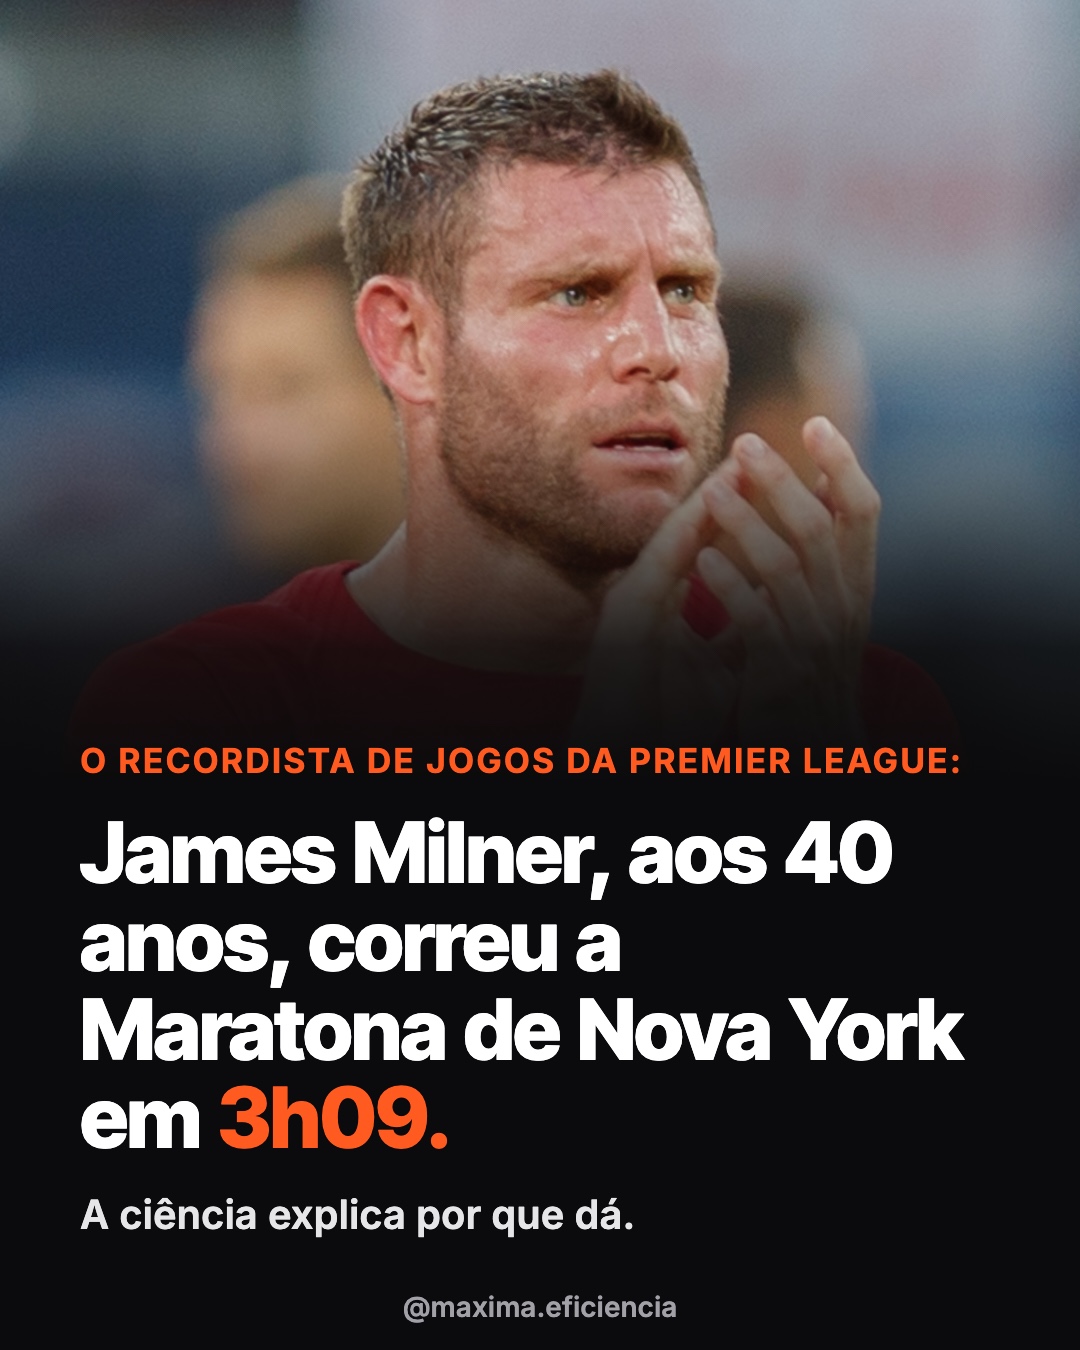 O RECORDISTA DE JOGOS DA PREMIER LEAGUE:
James Milner, aos 40
anos, correu a
Maratona de Nova York
em 3h09.
A ciência explica por que dá.
@maxima.eficiencia